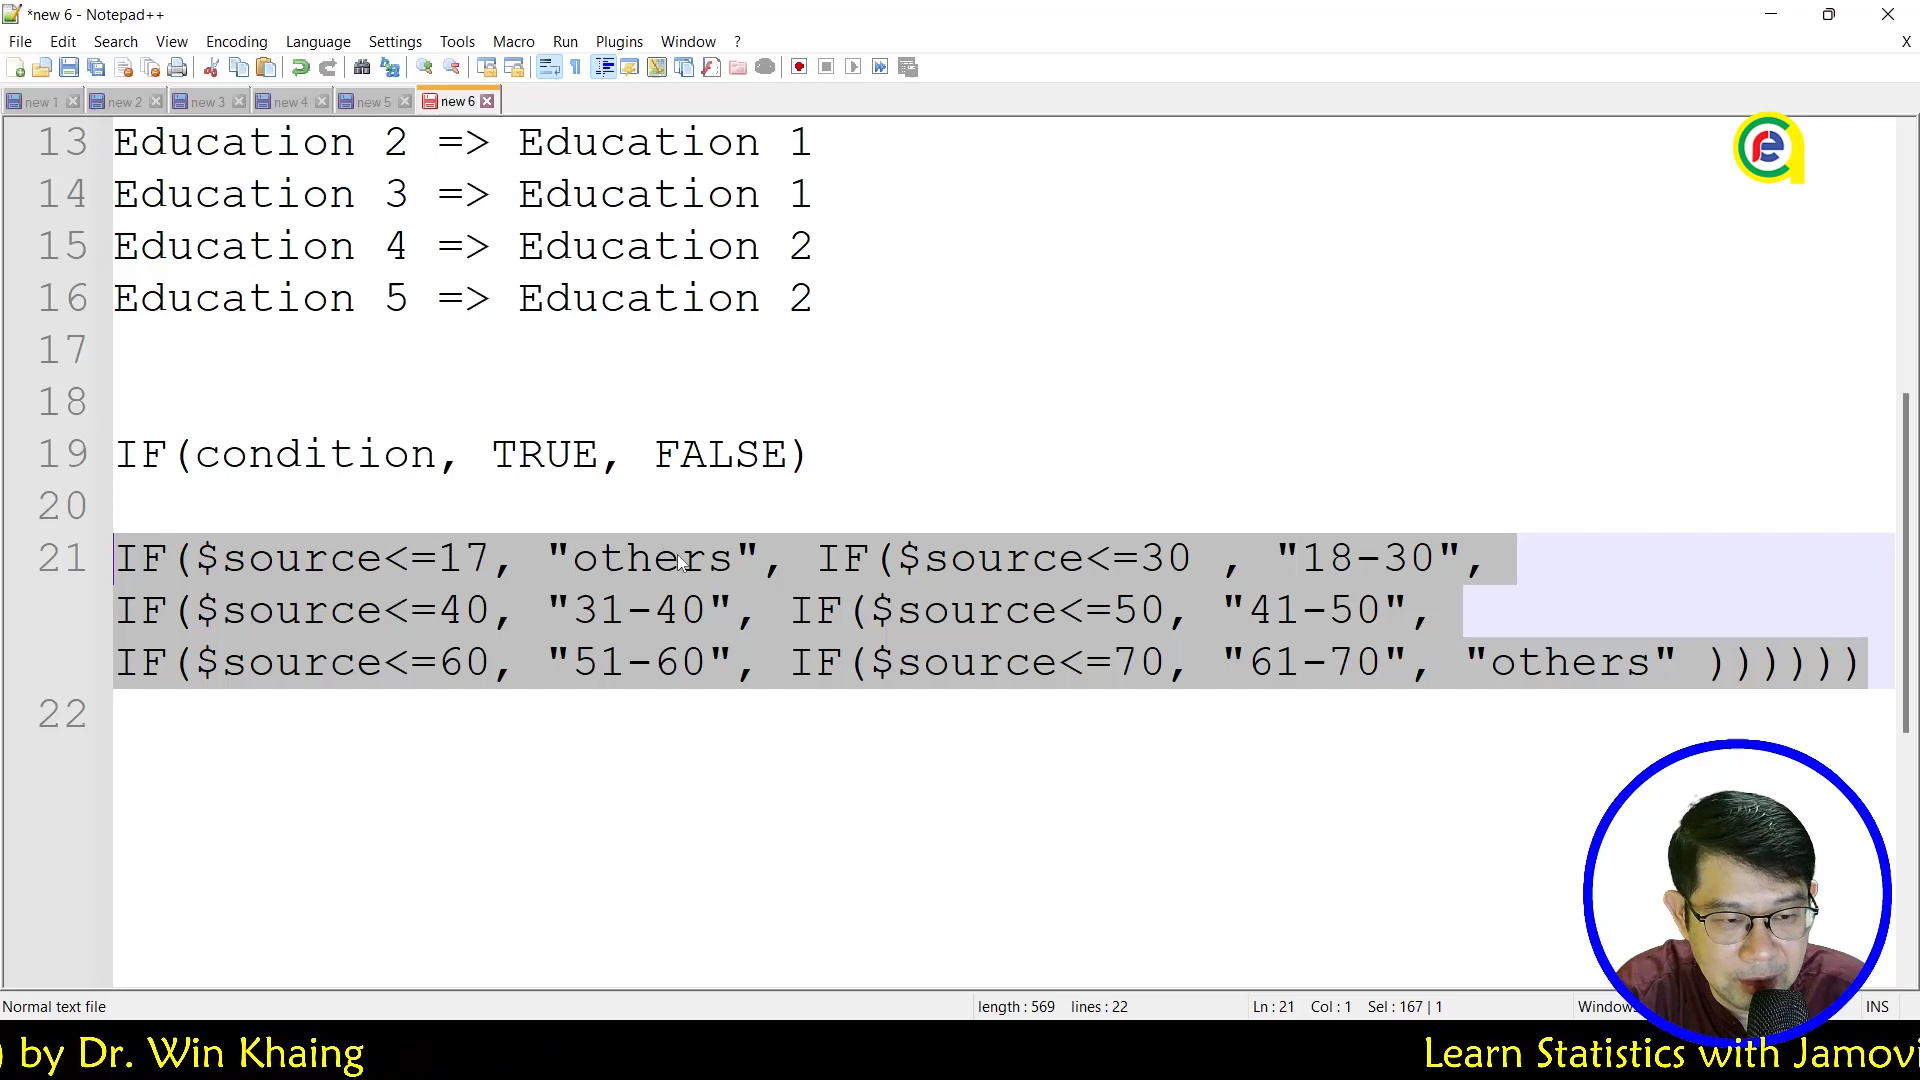 *new 6 - Notepad++
File Edit Search View Encoding Language Settings Tools Macro Run Plugins Window ? X
new 1 new 2 new 3 new 4 new 5 new 6
13 Education 2 => Education 1
14 Education 3 => Education 1
15 Education 4 => Education 2
16 Education 5 => Education 2
17
18
19 IF(condition, TRUE, FALSE)
20
21 IF($source<=17, "others", IF($source<=30 , "18-30",
IF($source<=40, "31-40", IF($source<=50, "41-50",
IF($source<=60, "51-60", IF($source<=70, "61-70", "others" ))))))
22
Normal text file length : 569 lines : 22 Ln : 21 Col : 1 Sel : 167 | 1 INS
) by Dr. Win Khaing Learn Statistics with Jamovi